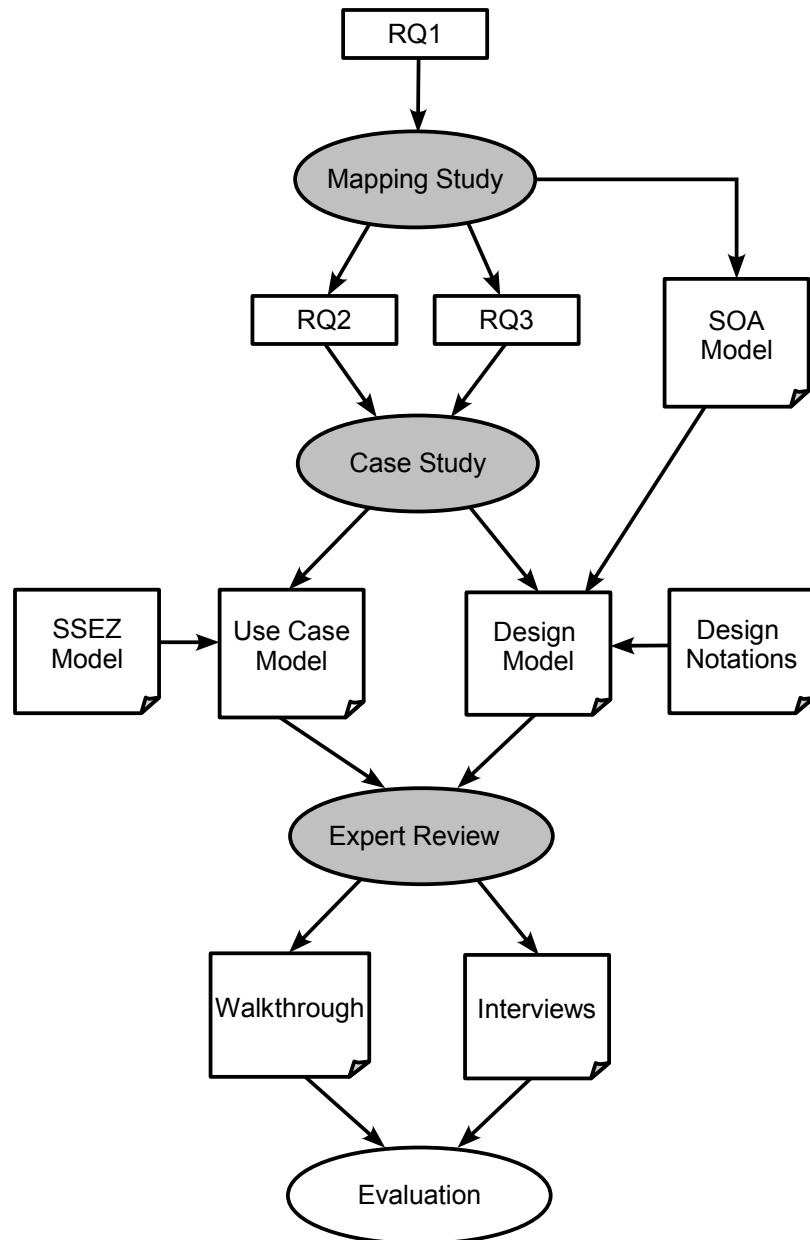 RQ1
Mapping Study
RQ2
RQ3
SOA
Model
Case Study
SSEZ
Model
Use Case
Model
Design
Model
Design
Notations
Expert Review
Walkthrough
Interviews
Evaluation